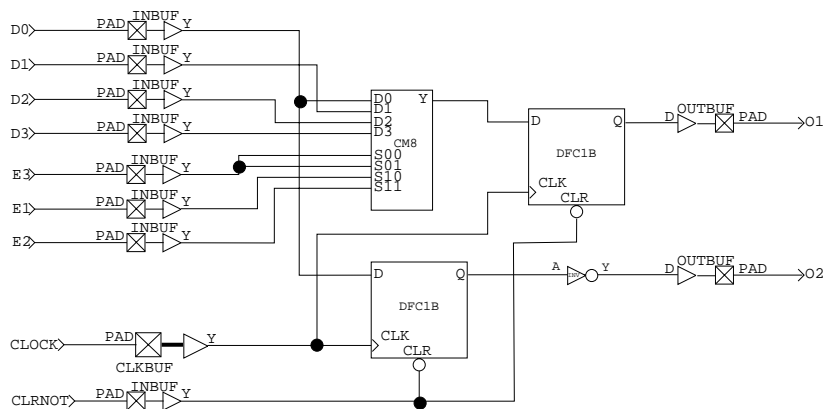 D0 PAD INBUF Y
D1 PAD INBUF Y
D2 PAD INBUF Y
D3 PAD INBUF Y
E3 PAD INBUF Y
E1 PAD INBUF Y
E2 PAD INBUF Y
D0 Y
D1
D2
D3
CM8
S00
S01
S10
S11
D Q
DFC1B
CLK
CLR
D OUTBUF PAD O1
D Q
DFC1B
CLK
CLR
A INV Y
D OUTBUF PAD O2
CLOCK PAD Y
CLKBUF
CLRNOT PAD INBUF Y